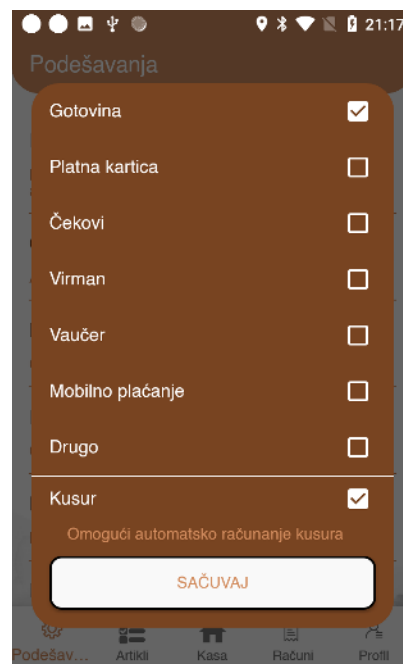 21:17
Podešavanja
Gotovina
Platna kartica
Čekovi
Virman
Vaučer
Mobilno plaćanje
Drugo
Kusur
Omogući automatsko računanje kusura
SAČUVAJ
Podešav...
Artikli
Kasa
Računi
Profil